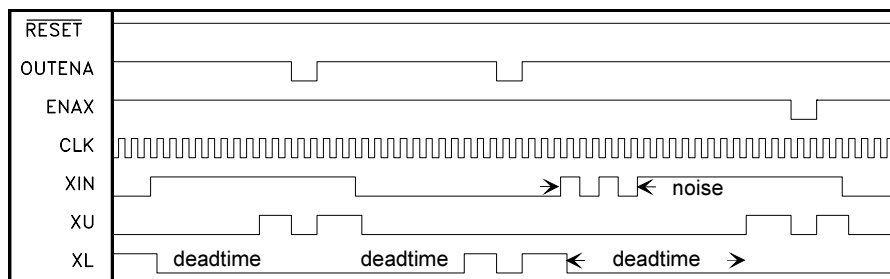 RESET
OUTENA
ENAX
CLK
XIN
noise
XU
XL
deadtime
deadtime
deadtime